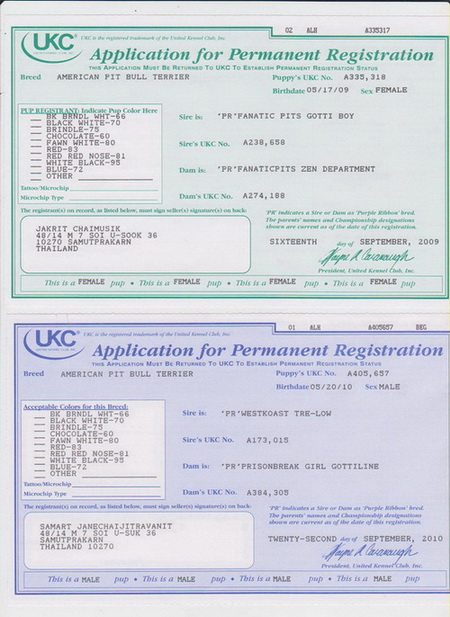 02 ALB A335317
UKC UKC is the registered trademark of the United Kennel Club, Inc.
Application for Permanent Registration
THIS APPLICATION MUST BE RETURNED TO UKC TO ESTABLISH PERMANENT REGISTRATION STATUS
Breed AMERICAN PIT BULL TERRIER Puppy's UKC No. A335,318
Birthdate 05/17/09 Sex FEMALE
PUP REGISTRANT: Indicate Pup Color Here
BK BRNDL WHT-66
BLACK WHITE-70
BRINDLE-75
CHOCOLATE-60
FAWN WHITE-80
RED-83
RED RED NOSE-81
WHITE BLACK-95
BLUE-72
OTHER
Tattoo/Microchip
Microchip Type
Sire is: 'PR'FANATIC PITS GOTTI BOY
Sire's UKC No. A238,658
Dam is: 'PR'FANATICPITS ZEN DEPARTMENT
Dam's UKC No. A274,188
The registrant(s) on record, as listed below, must sign seller(s) signature(s) on back.
JAKRIT CHAIMUSIK
48/14 M 7 SOI U-SOOK 36
10270 SAMUTPRAKARN
THAILAND
'PR' indicates a Sire or Dam as 'Purple Ribbon' bred.
The parents' names and Championship designations
shown are current as of the date of this registration.
SIXTEENTH day of SEPTEMBER, 2009
Wayne R Cavanaugh
President, United Kennel Club, Inc.
This is a FEMALE pup • This is a FEMALE pup • This is a FEMALE pup • This is a FEMALE pup
01 ALB A405657 BEG
UKC UKC is the registered trademark of the United Kennel Club, Inc.
Application for Permanent Registration
THIS APPLICATION MUST BE RETURNED TO UKC TO ESTABLISH PERMANENT REGISTRATION STATUS
Breed AMERICAN PIT BULL TERRIER Puppy's UKC No. A405,657
Birthdate 05/20/10 Sex MALE
Acceptable Colors for this Breed:
BK BRNDL WHT-66
BLACK WHITE-70
BRINDLE-75
CHOCOLATE-60
FAWN WHITE-80
RED-83
RED RED NOSE-81
WHITE BLACK-95
BLUE-72
Tattoo/Microchip
Microchip Type
Sire is: 'PR'WESTKOAST TRE-LOW
Sire's UKC No. A173,015
Dam is: 'PR'PRISONBREAK GIRL GOTTILINE
Dam's UKC No. A384,305
The registrant(s) on record, as listed below, must sign seller(s) signature(s) on back.
SAMART JANECHAIJITRAVANIT
48/14 M 7 SOI U-SUK 36
SAMUTPRAKARN
THAILAND 10270
'PR' indicates a Sire or Dam as 'Purple Ribbon' bred.
The parents' names and Championship designations
shown are current as of the date of this registration.
TWENTY-SECOND day of SEPTEMBER, 2010
Wayne R Cavanaugh
President, United Kennel Club, Inc.
This is a MALE pup • This is a MALE pup • This is a MALE pup • This is a MALE pup